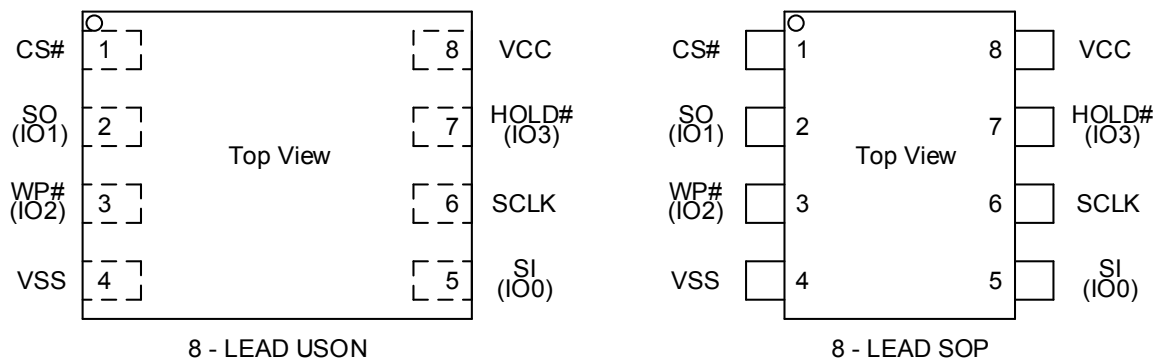 CS# 1 8 VCC
SO
(IO1) 2 7 HOLD#
(IO3)
Top View
WP#
(IO2) 3 6 SCLK
VSS 4 5 SI
(IO0)
8 - LEAD USON
CS# 1 8 VCC
SO
(IO1) 2 7 HOLD#
(IO3)
Top View
WP#
(IO2) 3 6 SCLK
VSS 4 5 SI
(IO0)
8 - LEAD SOP